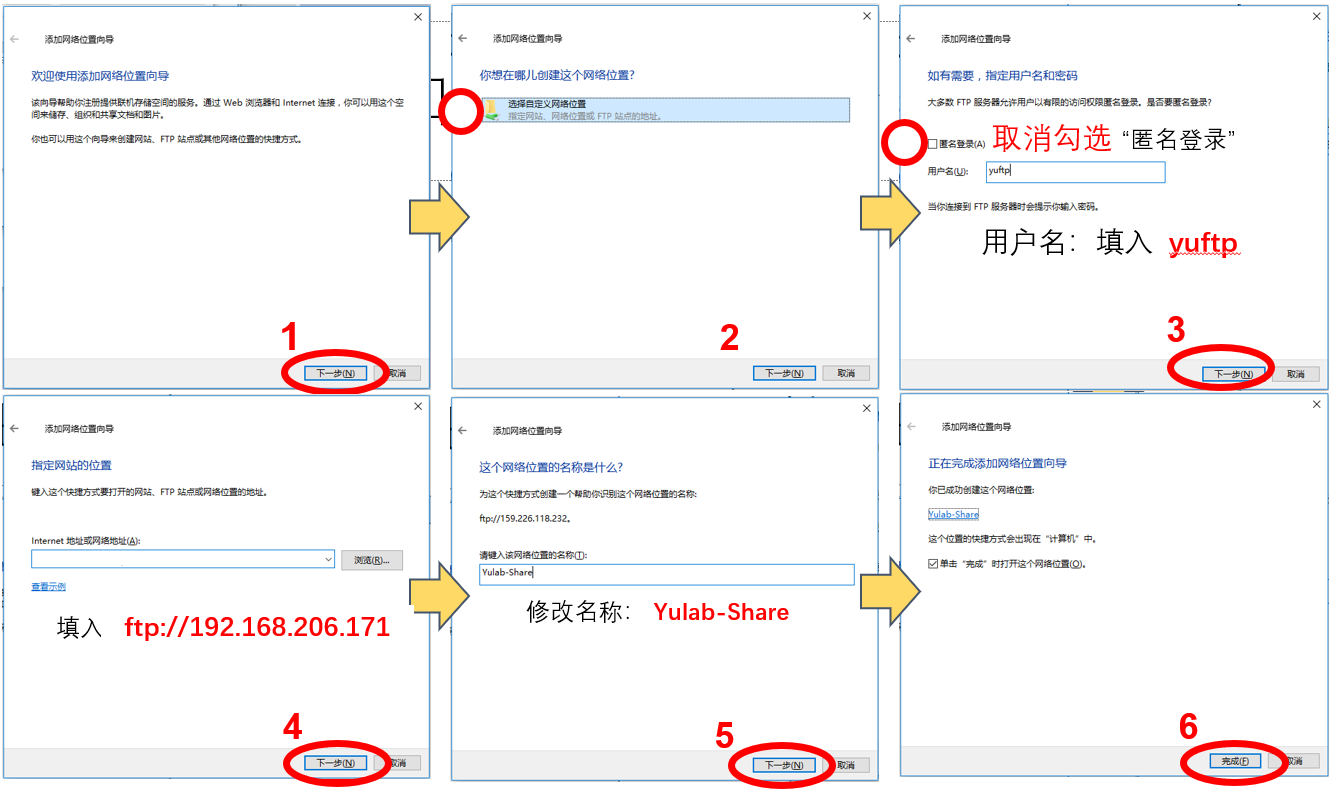 添加网络位置向导
欢迎使用添加网络位置向导
该向导帮助你注册提供联机存储空间的服务。通过 Web 浏览器和 Internet 连接，你可以用这个空
间来储存、组织和共享文档和图片。
你也可以用这个向导来创建网站、FTP 站点或其他网络位置的快捷方式。
1
下一步(N)
取消
添加网络位置向导
你想在哪儿创建这个网络位置?
选择自定义网络位置
指定网站、网络位置或 FTP 站点的地址。
2
下一步(N)
取消
添加网络位置向导
如有需要，指定用户名和密码
大多数 FTP 服务器允许用户以有限的访问权限匿名登录。是否要匿名登录?
匿名登录(A) 取消勾选 “匿名登录”
用户名(U): yuftp
当你连接到 FTP 服务器时会提示你输入密码。
用户名： 填入 yuftp
3
下一步(N)
取消
添加网络位置向导
指定网站的位置
键入这个快捷方式要打开的网站、FTP 站点或网络位置的地址。
Internet 地址或网络地址(A):
浏览(R)...
查看示例
填入 ftp://192.168.206.171
4
下一步(N)
取消
添加网络位置向导
这个网络位置的名称是什么?
为这个快捷方式创建一个帮助你识别这个网络位置的名称:
ftp://159.226.118.232。
请键入该网络位置的名称(T):
Yulab-Share
修改名称： Yulab-Share
5
下一步(N)
取消
添加网络位置向导
正在完成添加网络位置向导
你已成功创建这个网络位置:
Yulab-Share
这个位置的快捷方式会出现在“计算机”中。
单击“完成”时打开这个网络位置(O)。
6
完成(F)
取消